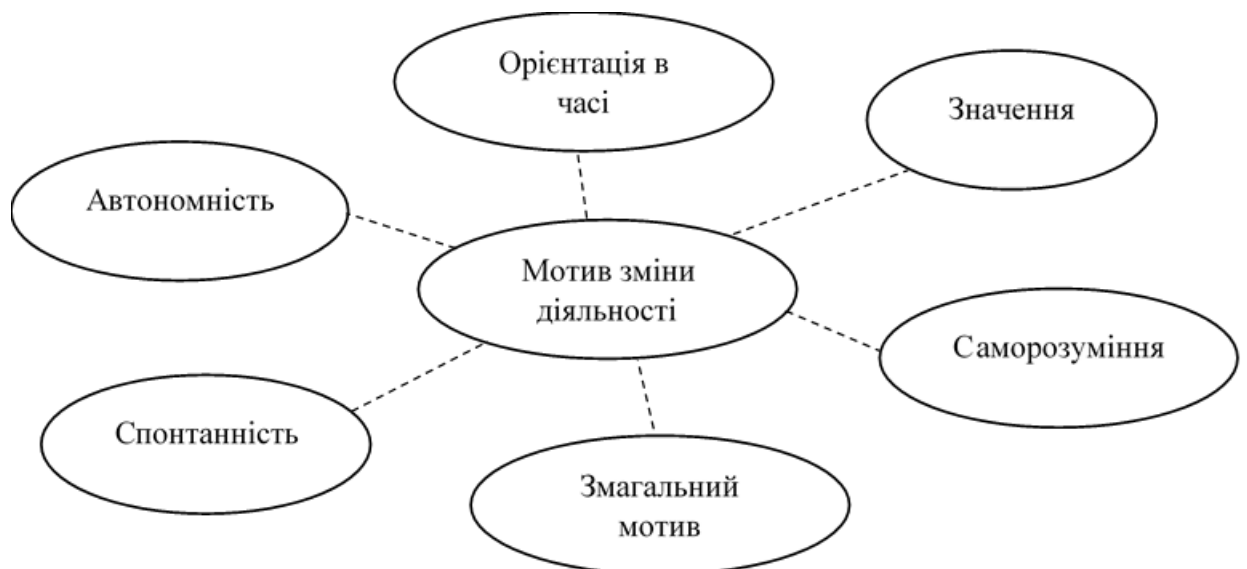 Орієнтація в
часі
Значення
Автономність
Мотив зміни
діяльності
Саморозуміння
Спонтанність
Змагальний
мотив